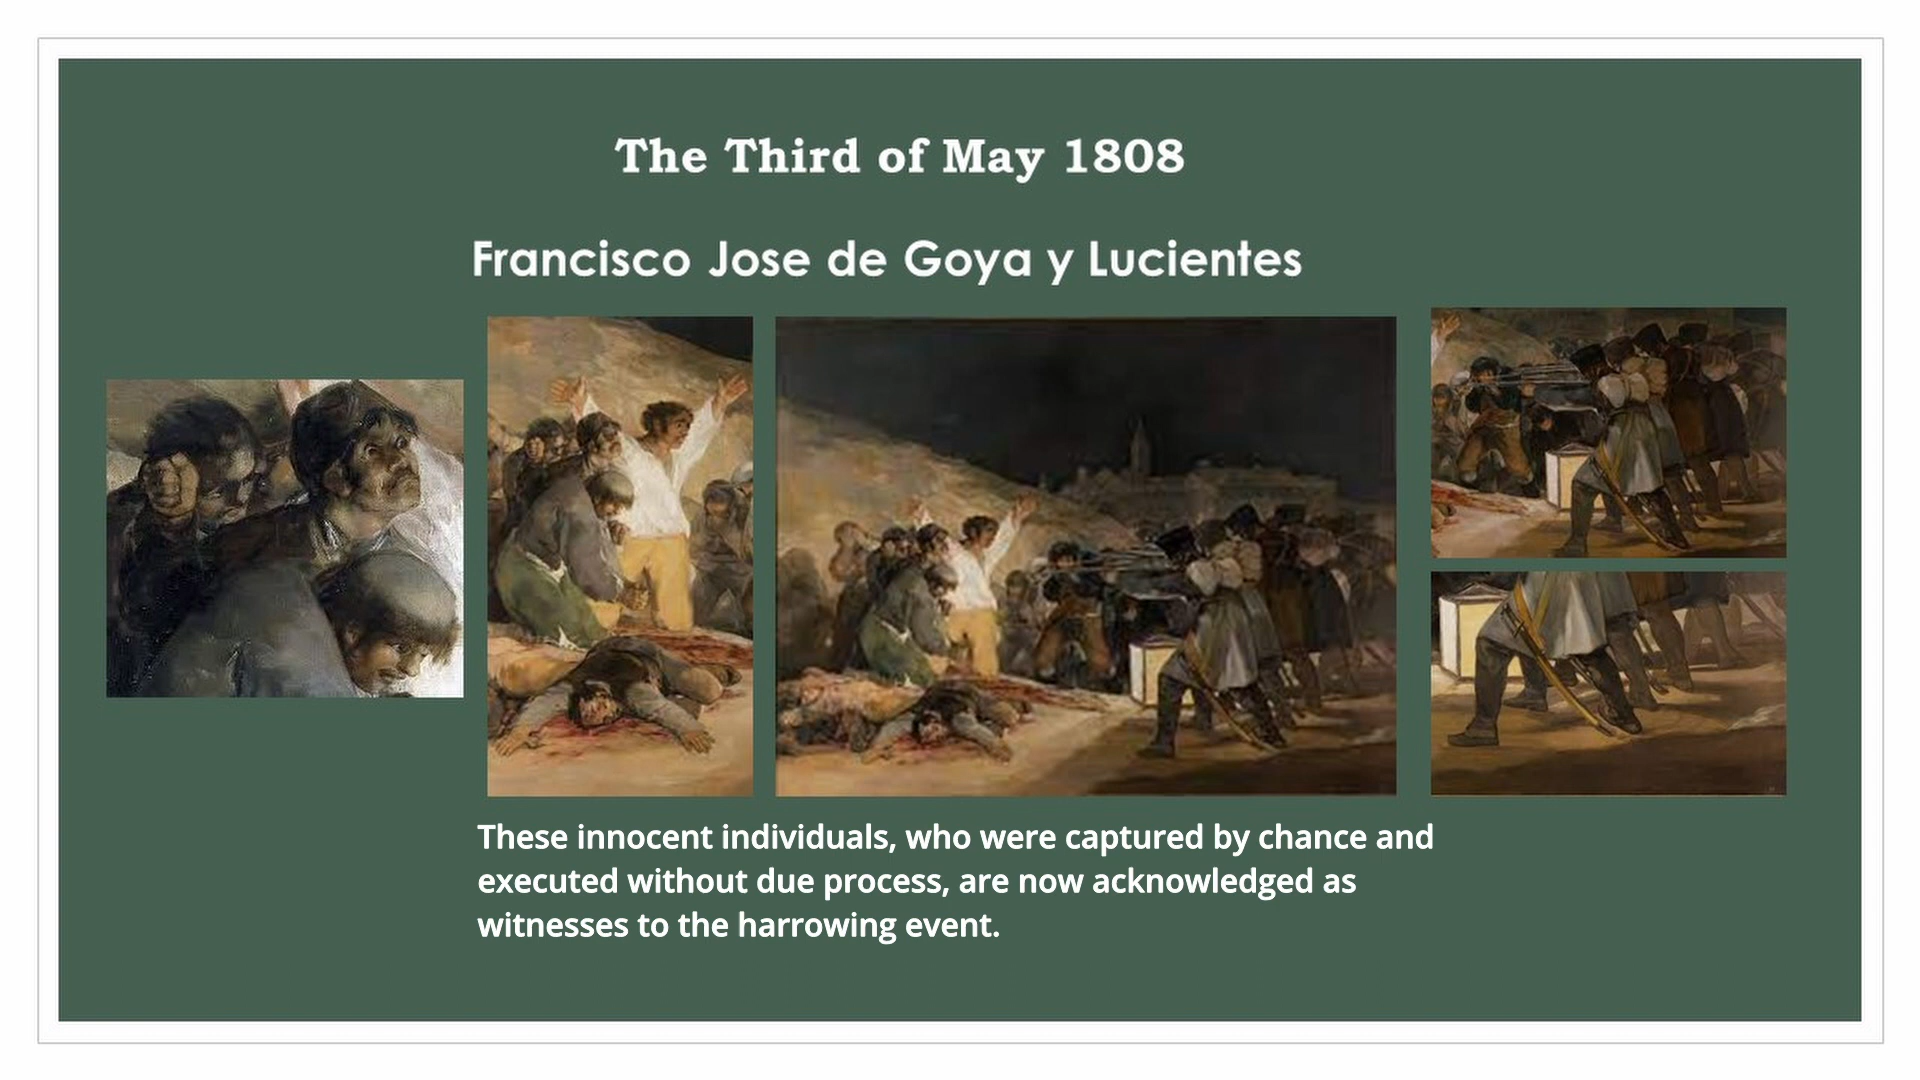 The Third of May 1808
Francisco Jose de Goya y Lucientes
These innocent individuals, who were captured by chance and
executed without due process, are now acknowledged as
witnesses to the harrowing event.